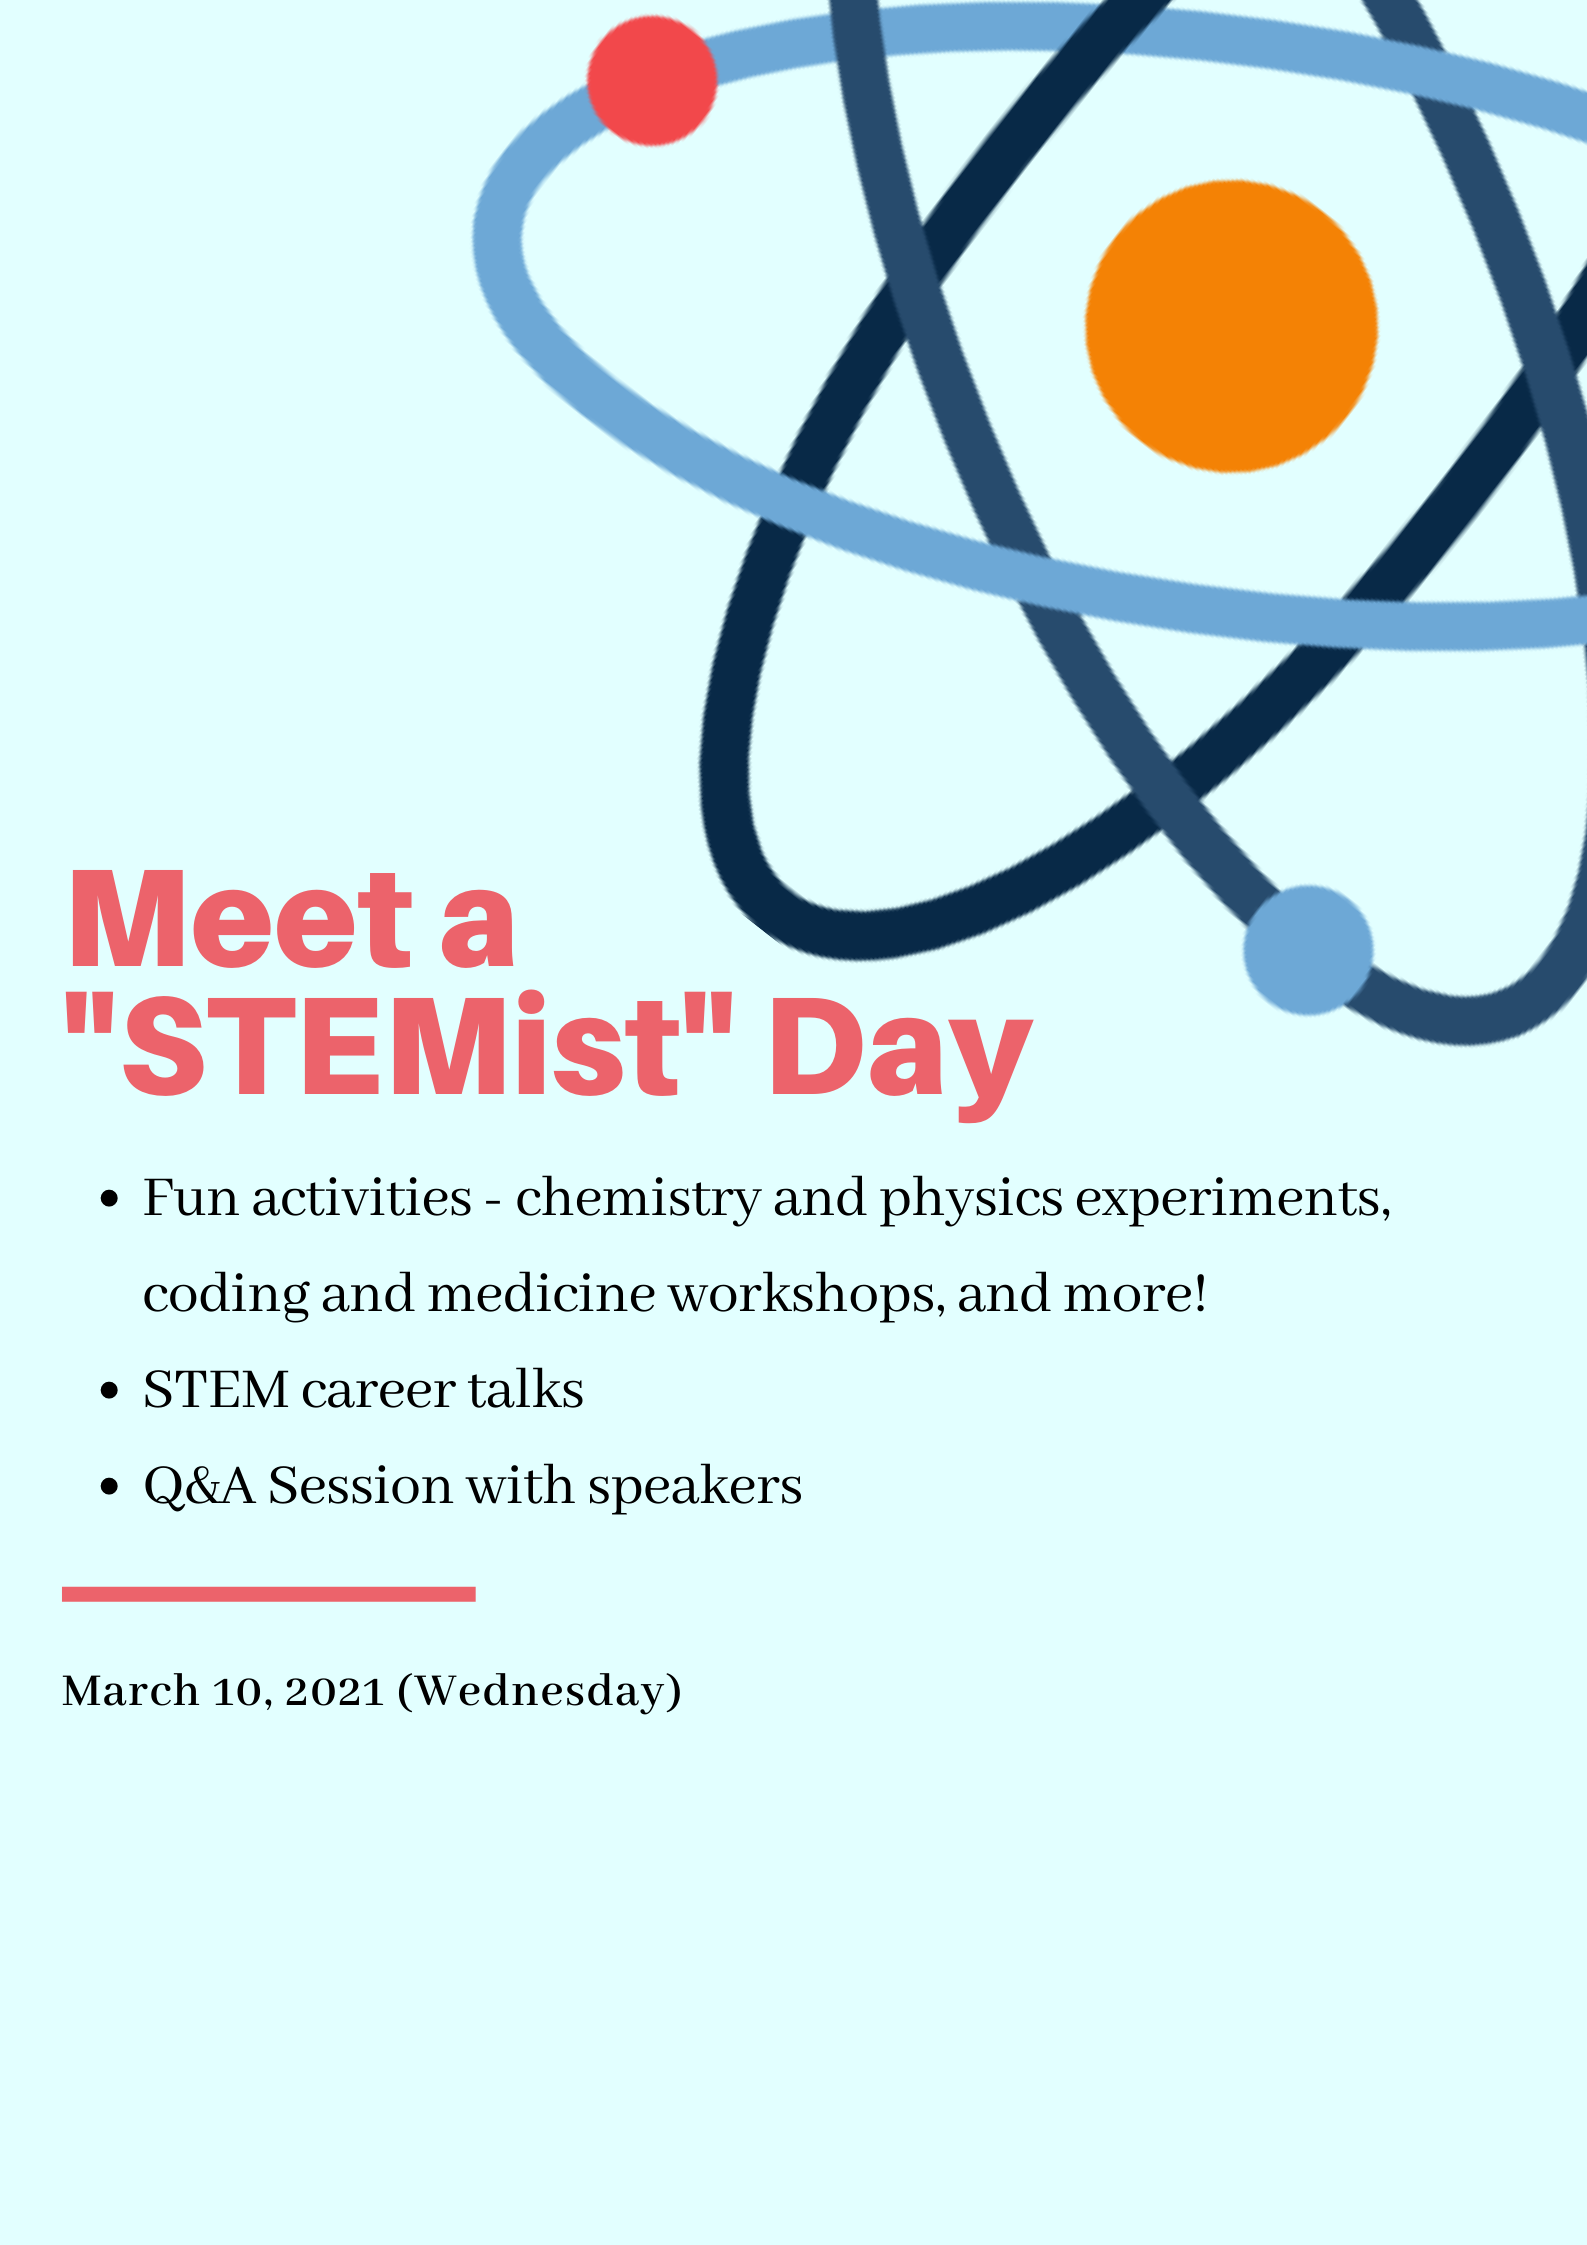 Meet a
"STEMist" Day
• Fun activities - chemistry and physics experiments,
coding and medicine workshops, and more!
• STEM career talks
• Q&A Session with speakers
March 10, 2021 (Wednesday)